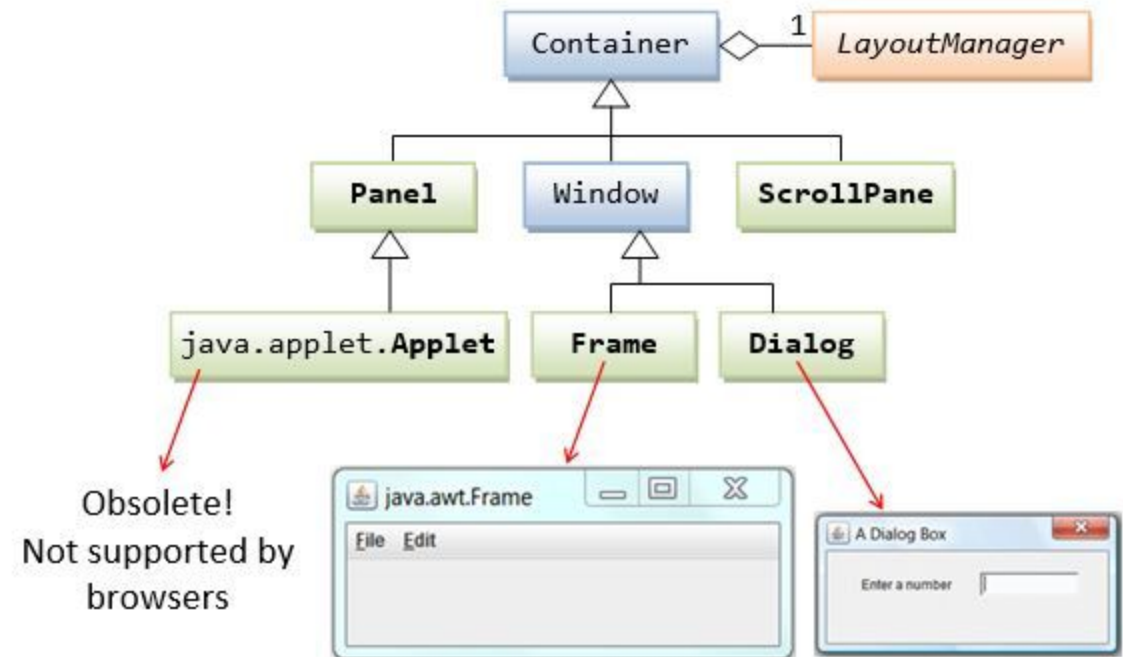 Container
1
LayoutManager
Panel
Window
ScrollPane
java.applet.Applet
Frame
Dialog
Obsolete!
Not supported by
browsers
java.awt.Frame
File Edit
A Dialog Box
Enter a number